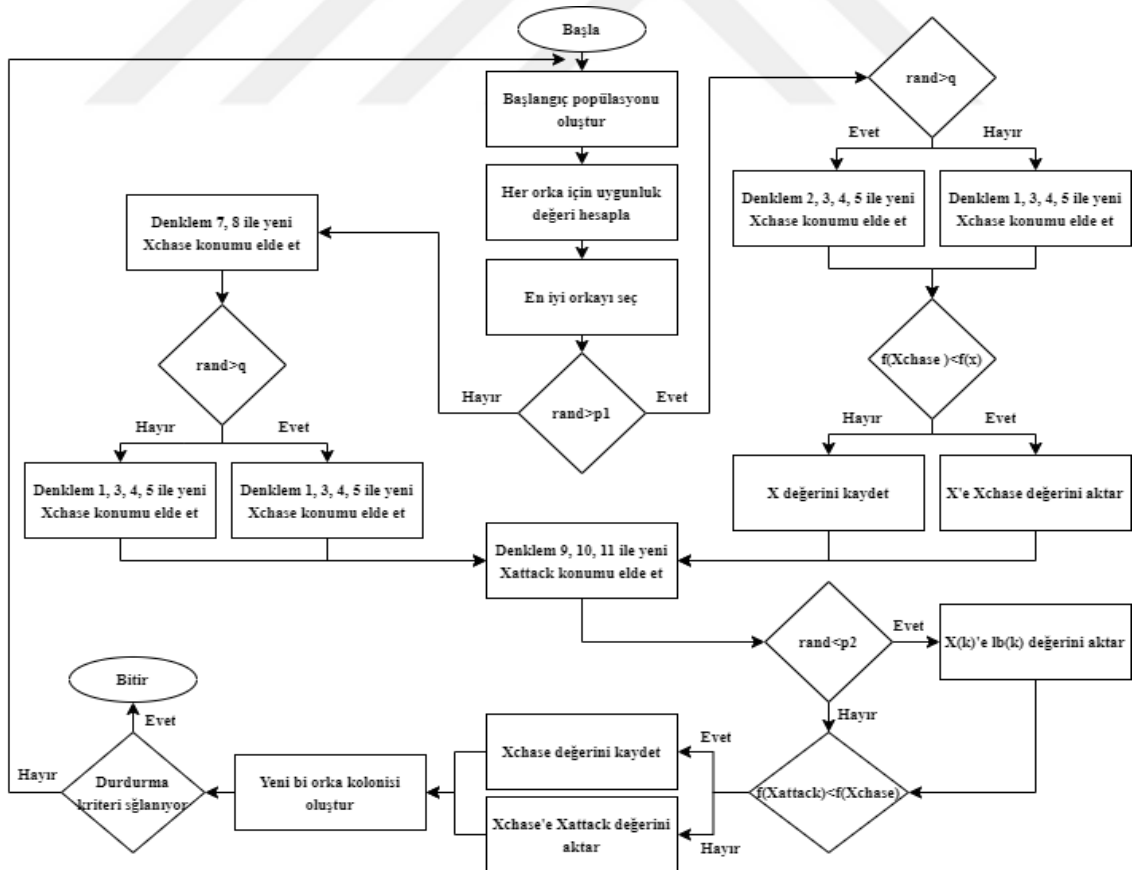 Başla
Başlangıç popülasyonu
oluştur
Her orka için uygunluk
değeri hesapla
En iyi orkayı seç
rand>p1
Hayır
Evet
rand>q
Evet
Hayır
Denklem 2, 3, 4, 5 ile yeni
Xchase konumu elde et
Denklem 1, 3, 4, 5 ile yeni
Xchase konumu elde et
f(Xchase )<f(x)
Hayır
Evet
X değerini kaydet
X'e Xchase değerini aktar
Denklem 7, 8 ile yeni
Xchase konumu elde et
rand>q
Hayır
Evet
Denklem 1, 3, 4, 5 ile yeni
Xchase konumu elde et
Denklem 1, 3, 4, 5 ile yeni
Xchase konumu elde et
Denklem 9, 10, 11 ile yeni
Xattack konumu elde et
rand<p2
Evet
X(k)'e lb(k) değerini aktar
Hayır
f(Xattack)<f(Xchase)
Evet
Hayır
Xchase değerini kaydet
Xchase'e Xattack değerini
aktar
Yeni bi orka kolonisi
oluştur
Durdurma
kriteri sğlanıyor
Hayır
Evet
Bitir